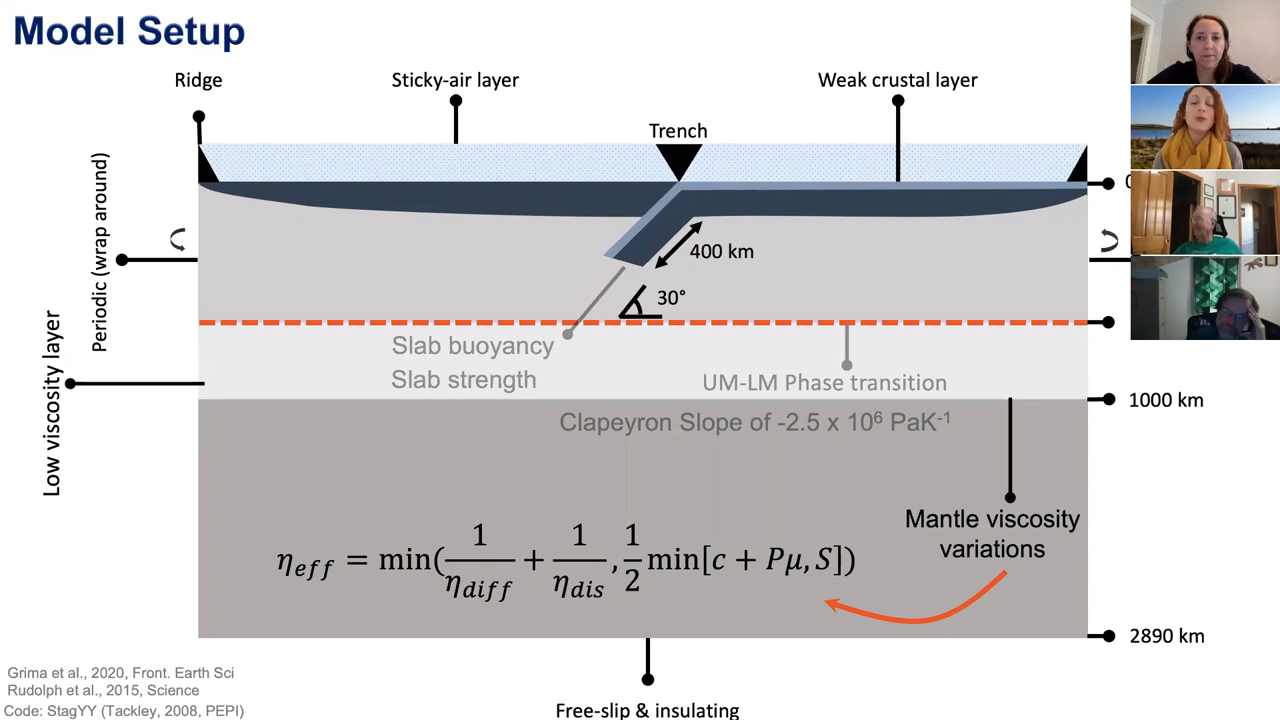 Model Setup
Ridge
Sticky-air layer
Weak crustal layer
Trench
0
Periodic (wrap around)
400 km
30°
Low viscosity layer
Slab buoyancy
Slab strength
UM-LM Phase transition
1000 km
Clapeyron Slope of -2.5 x 10⁶ PaK⁻¹
Mantle viscosity
variations
η_eff = min(1/η_diff + 1/η_dis, 1/2 min[c + Pμ, S])
2890 km
Grima et al., 2020, Front. Earth Sci
Rudolph et al., 2015, Science
Code: StagYY (Tackley, 2008, PEPI)
Free-slip & insulating